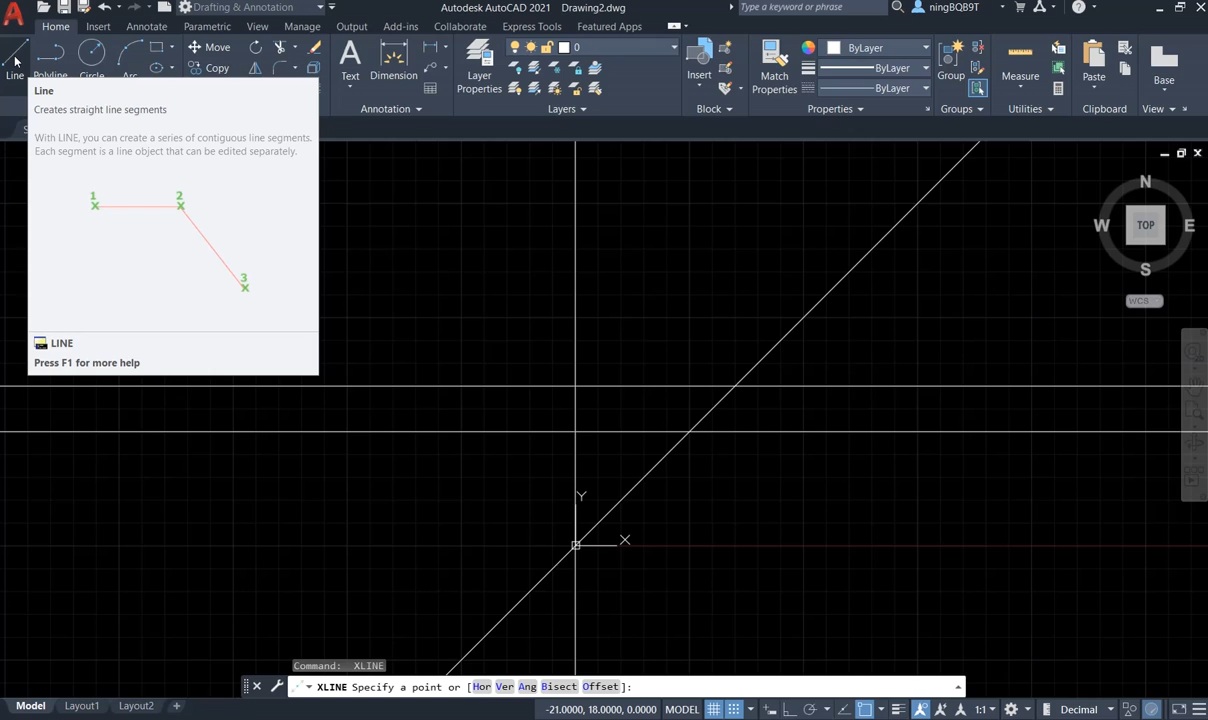 Drafting & Annotation
Autodesk AutoCAD 2021 Drawing2.dwg
Type a keyword or phrase
ningBQB9T
Home Annotate Parametric View Manage Output Add-ins Collaborate Express Tools Featured Apps
Line Polyline Circle Arc
Move
Copy
Text
Dimension
Annotation
Layer
Properties
0
Layers
Insert
Block
Match
Properties
ByLayer
ByLayer
ByLayer
Properties
Group
Groups
Measure
Utilities
Paste
Clipboard
Base
View
Line
Creates straight line segments
With LINE, you can create a series of contiguous line segments.
Each segment is a line object that can be edited separately.
1
2
3
LINE
Press F1 for more help
N
W TOP E
S
WCS
Y
X
Command: XLINE
XLINE Specify a point or [Hor Ver Ang Bisect Offset]:
Model Layout1 Layout2 +
-21.0000, 18.0000, 0.0000 MODEL
1:1
Decimal